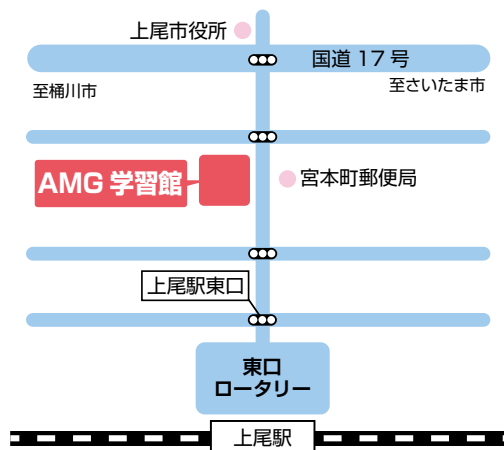 上尾市役所
国道 17 号
至桶川市
至さいたま市
AMG 学習館
宮本町郵便局
上尾駅東口
東口
ロータリー
上尾駅